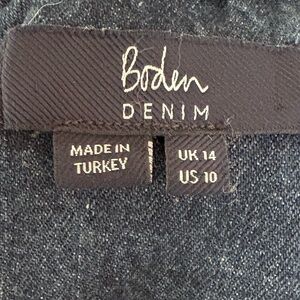 Boden
DENIM
MADE IN
TURKEY
UK 14
US 10